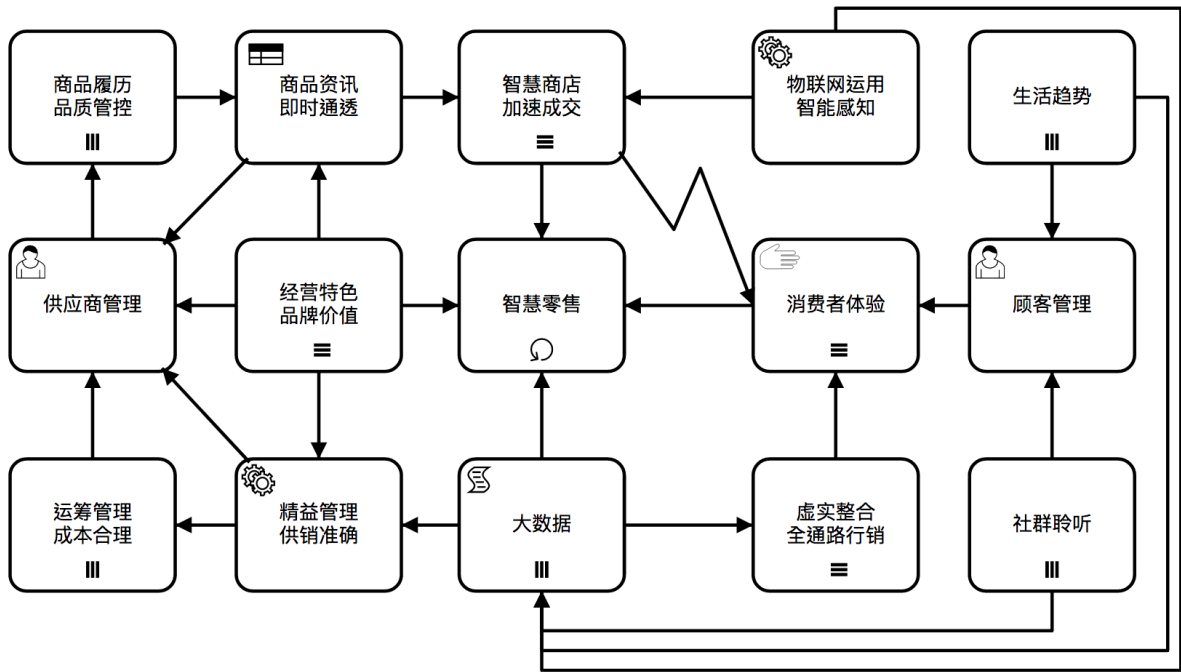 商品履历
品质管控
商品资讯
即时通透
智慧商店
加速成交
物联网运用
智能感知
生活趋势
供应商管理
经营特色
品牌价值
智慧零售
消费者体验
顾客管理
运筹管理
成本合理
精益管理
供销准确
大数据
虚实整合
全通路行销
社群聆听